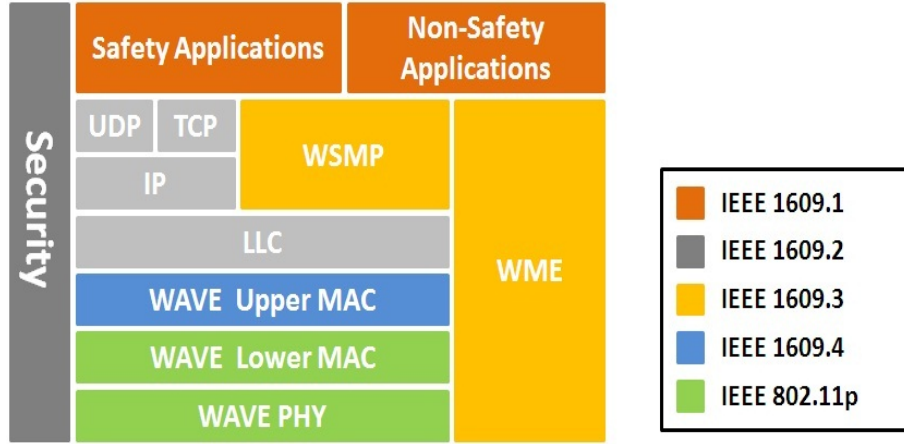 Security
Safety Applications
Non-Safety
Applications
UDP
TCP
WSMP
IP
LLC
WME
WAVE Upper MAC
WAVE Lower MAC
WAVE PHY
IEEE 1609.1
IEEE 1609.2
IEEE 1609.3
IEEE 1609.4
IEEE 802.11p